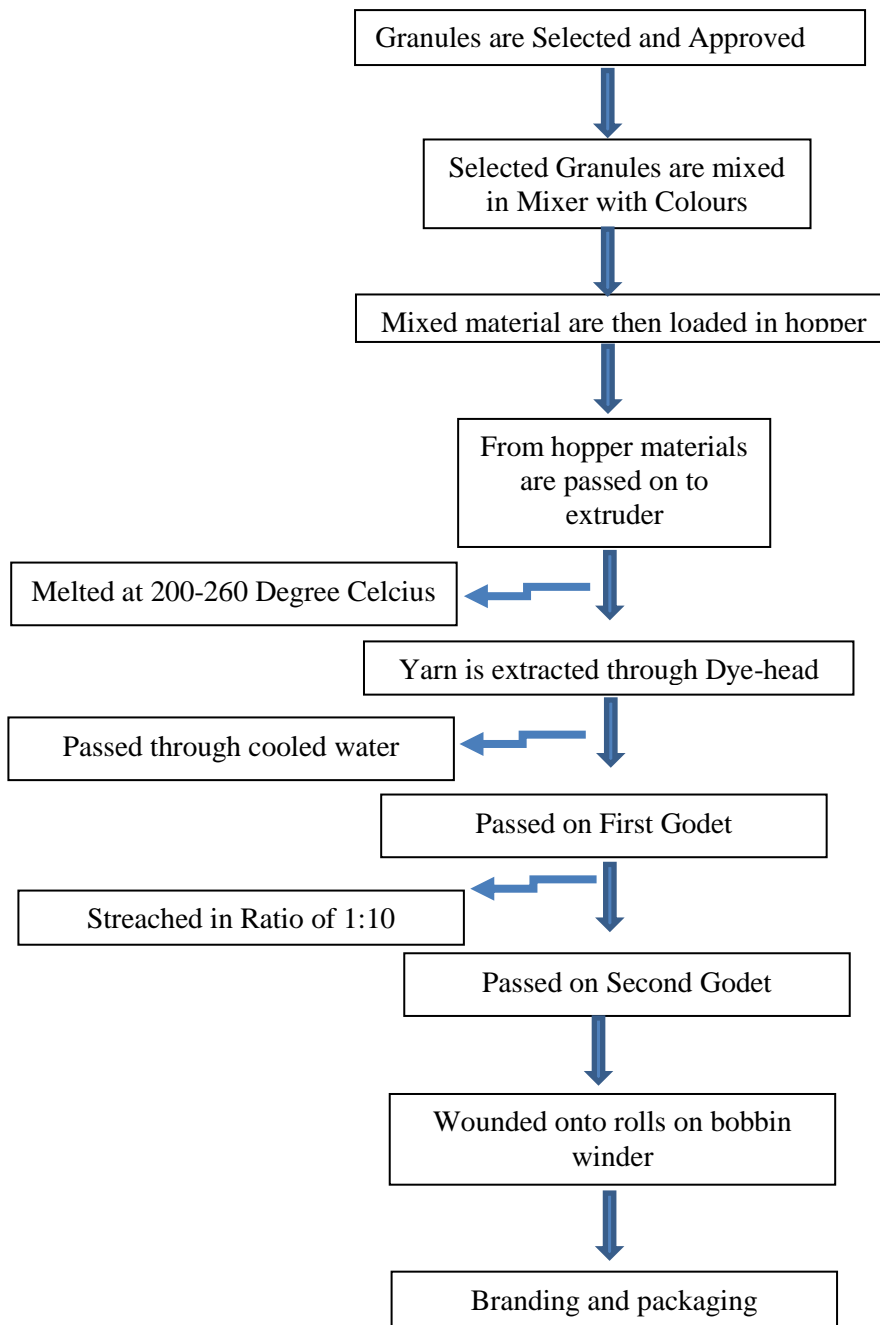 Granules are Selected and Approved
Selected Granules are mixed
in Mixer with Colours
Mixed material are then loaded in hopper
From hopper materials
are passed on to
extruder
Melted at 200-260 Degree Celcius
Yarn is extracted through Dye-head
Passed through cooled water
Passed on First Godet
Streached in Ratio of 1:10
Passed on Second Godet
Wounded onto rolls on bobbin
winder
Branding and packaging